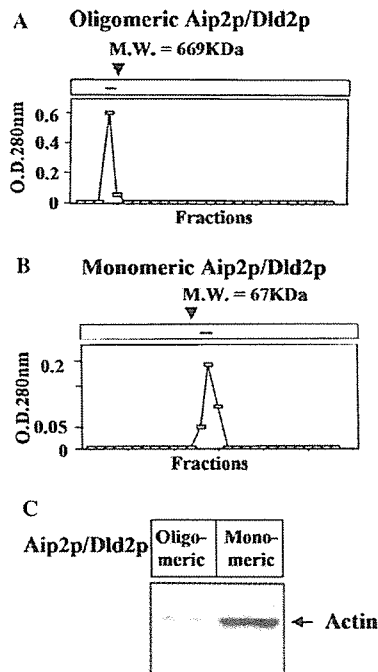 A Oligomeric Aip2p/Dld2p
M.W. = 669KDa
O.D.280nm
0.6
0.4
0.2
0
Fractions
B Monomeric Aip2p/Dld2p
M.W. = 67KDa
O.D.280nm
0.2
0.05
0
Fractions
C
Aip2p/Dld2p
Oligo-
meric
Mono-
meric
Actin